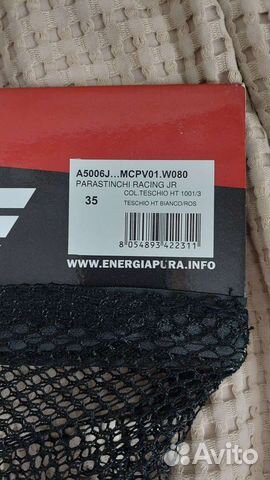 A5006J...MCPV01.W080
PARASTINCHI RACING JR
COL.TESCHIO HT 1001/3
35
TESCHIO HT BIANCO/ROS
8 054893 422311
WWW.ENERGIAPURA.INFO
Avito